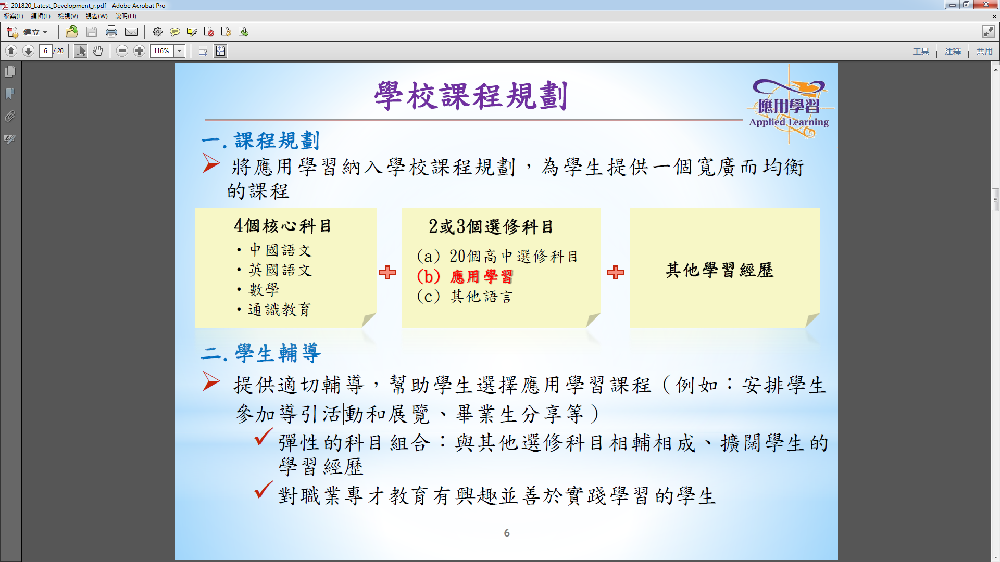 201820_Latest_Development_r.pdf - Adobe Acrobat Pro
檔案(F) 編輯(E) 檢視(V) 視窗(W) 說明(H)
建立
6 / 20 116% 工具 注釋 共用
學校課程規劃
應用學習
Applied Learning
一.課程規劃
將應用學習納入學校課程規劃，為學生提供一個寬廣而均衡
的課程
4個核心科目
・中國語文
・英國語文
・數學
・通識教育
2或3個選修科目
(a) 20個高中選修科目
(b) 應用學習
(c) 其他語言
其他學習經歷
二.學生輔導
提供適切輔導，幫助學生選擇應用學習課程（例如：安排學生
參加導引活動和展覽、畢業生分享等）
彈性的科目組合：與其他選修科目相輔相成、擴闊學生的
學習經歷
對職業專才教育有興趣並善於實踐學習的學生
6